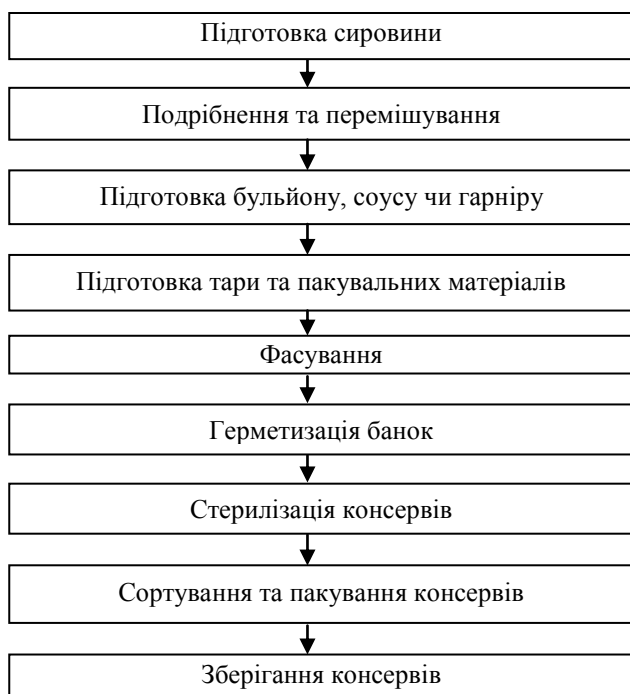 Підготовка сировини
Подрібнення та перемішування
Підготовка бульйону, соусу чи гарніру
Підготовка тари та пакувальних матеріалів
Фасування
Герметизація банок
Стерилізація консервів
Сортування та пакування консервів
Зберігання консервів